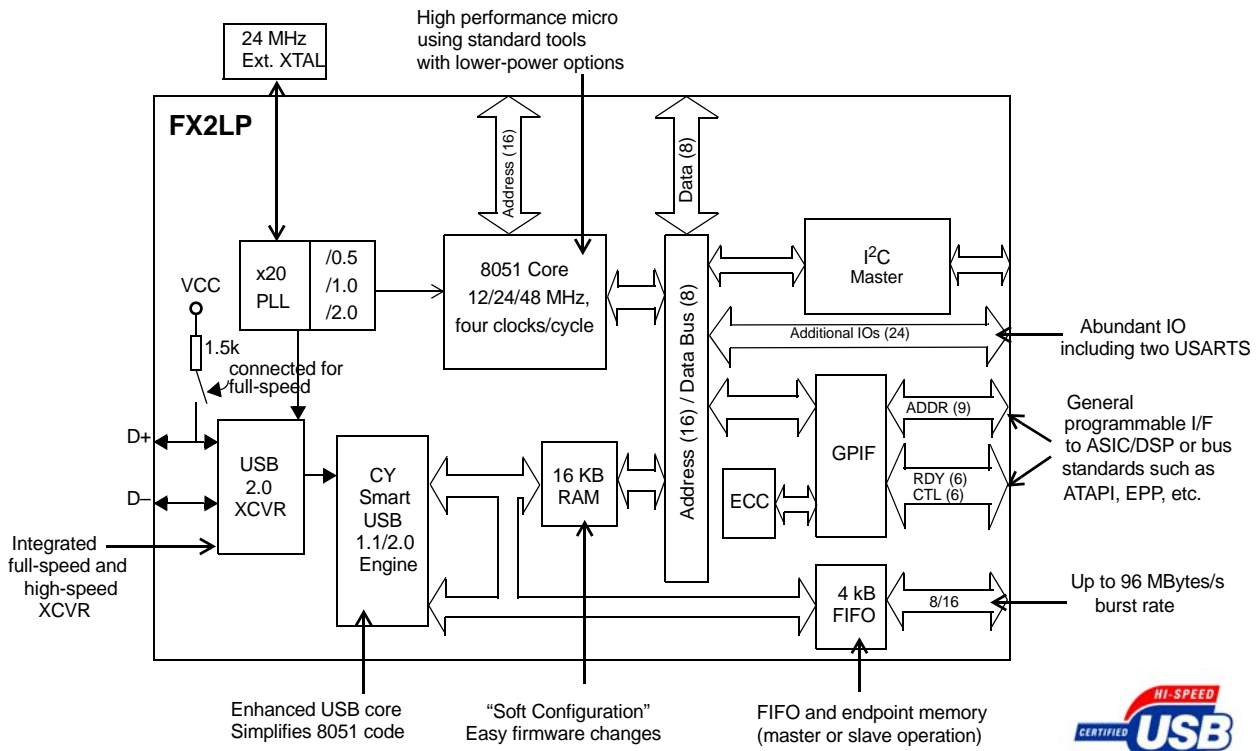 High performance micro
using standard tools
with lower-power options
24 MHz
Ext. XTAL
FX2LP
Address (16)
Data (8)
x20
PLL
/0.5
/1.0
/2.0
8051 Core
12/24/48 MHz,
four clocks/cycle
I2C
Master
VCC
1.5k
connected for
full-speed
Address (16) / Data Bus (8)
Additional IOs (24)
Abundant IO
including two USARTS
ADDR (9)
GPIF
RDY (6)
CTL (6)
General
programmable I/F
to ASIC/DSP or bus
standards such as
ATAPI, EPP, etc.
D+
D–
USB
2.0
XCVR
CY
Smart
USB
1.1/2.0
Engine
16 KB
RAM
ECC
Integrated
full-speed and
high-speed
XCVR
4 kB
FIFO
8/16
Up to 96 MBytes/s
burst rate
Enhanced USB core
Simplifies 8051 code
“Soft Configuration”
Easy firmware changes
FIFO and endpoint memory
(master or slave operation)
HI-SPEED
CERTIFIED USB